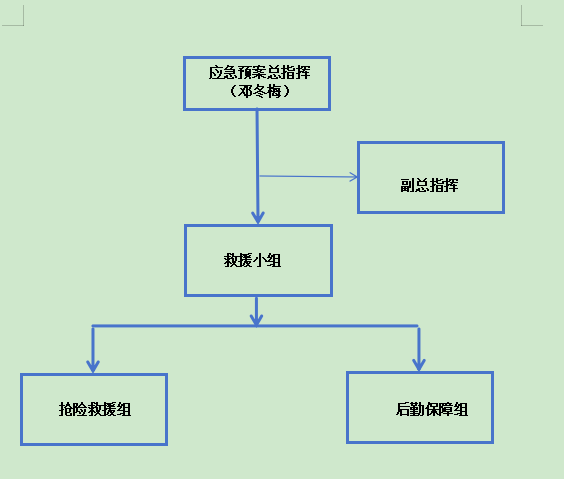 应急预案总指挥
（邓冬梅）
副总指挥
救援小组
抢险救援组
后勤保障组